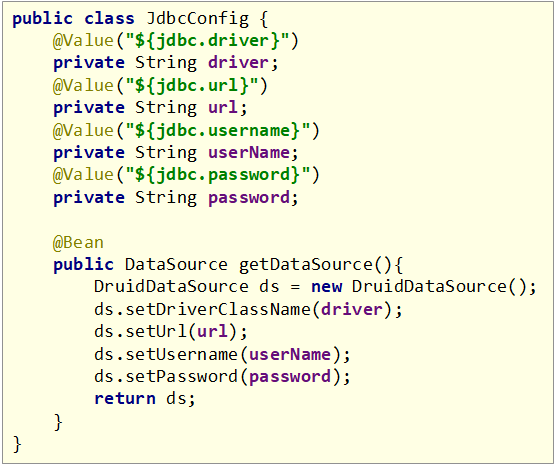 public class JdbcConfig {
    @Value("${jdbc.driver}")
    private String driver;
    @Value("${jdbc.url}")
    private String url;
    @Value("${jdbc.username}")
    private String userName;
    @Value("${jdbc.password}")
    private String password;

    @Bean
    public DataSource getDataSource(){
        DruidDataSource ds = new DruidDataSource();
        ds.setDriverClassName(driver);
        ds.setUrl(url);
        ds.setUsername(userName);
        ds.setPassword(password);
        return ds;
    }
}